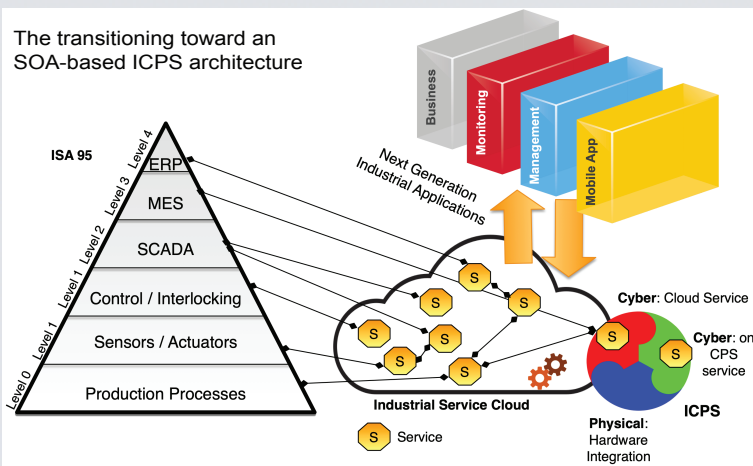 The transitioning toward an
SOA-based ICPS architecture
Business
Monitoring
Management
Mobile App
Next Generation
Industrial Applications
ISA 95
Level 4
Level 3
Level 2
Level 1
Level 1
Level 0
ERP
MES
SCADA
Control / Interlocking
Sensors / Actuators
Production Processes
S
S
S
S
S
S
S
S
S
Industrial Service Cloud
S Service
Cyber: Cloud Service
Cyber: on
CPS
service
ICPS
Physical:
Hardware
Integration